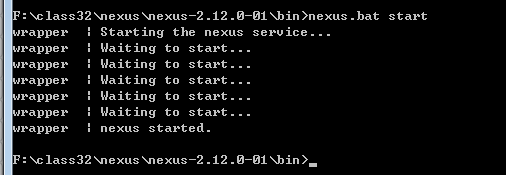 F:\class32\nexus\nexus-2.12.0-01\bin>nexus.bat start
wrapper  | Starting the nexus service...
wrapper  | Waiting to start...
wrapper  | Waiting to start...
wrapper  | Waiting to start...
wrapper  | Waiting to start...
wrapper  | Waiting to start...
wrapper  | nexus started.
F:\class32\nexus\nexus-2.12.0-01\bin>_